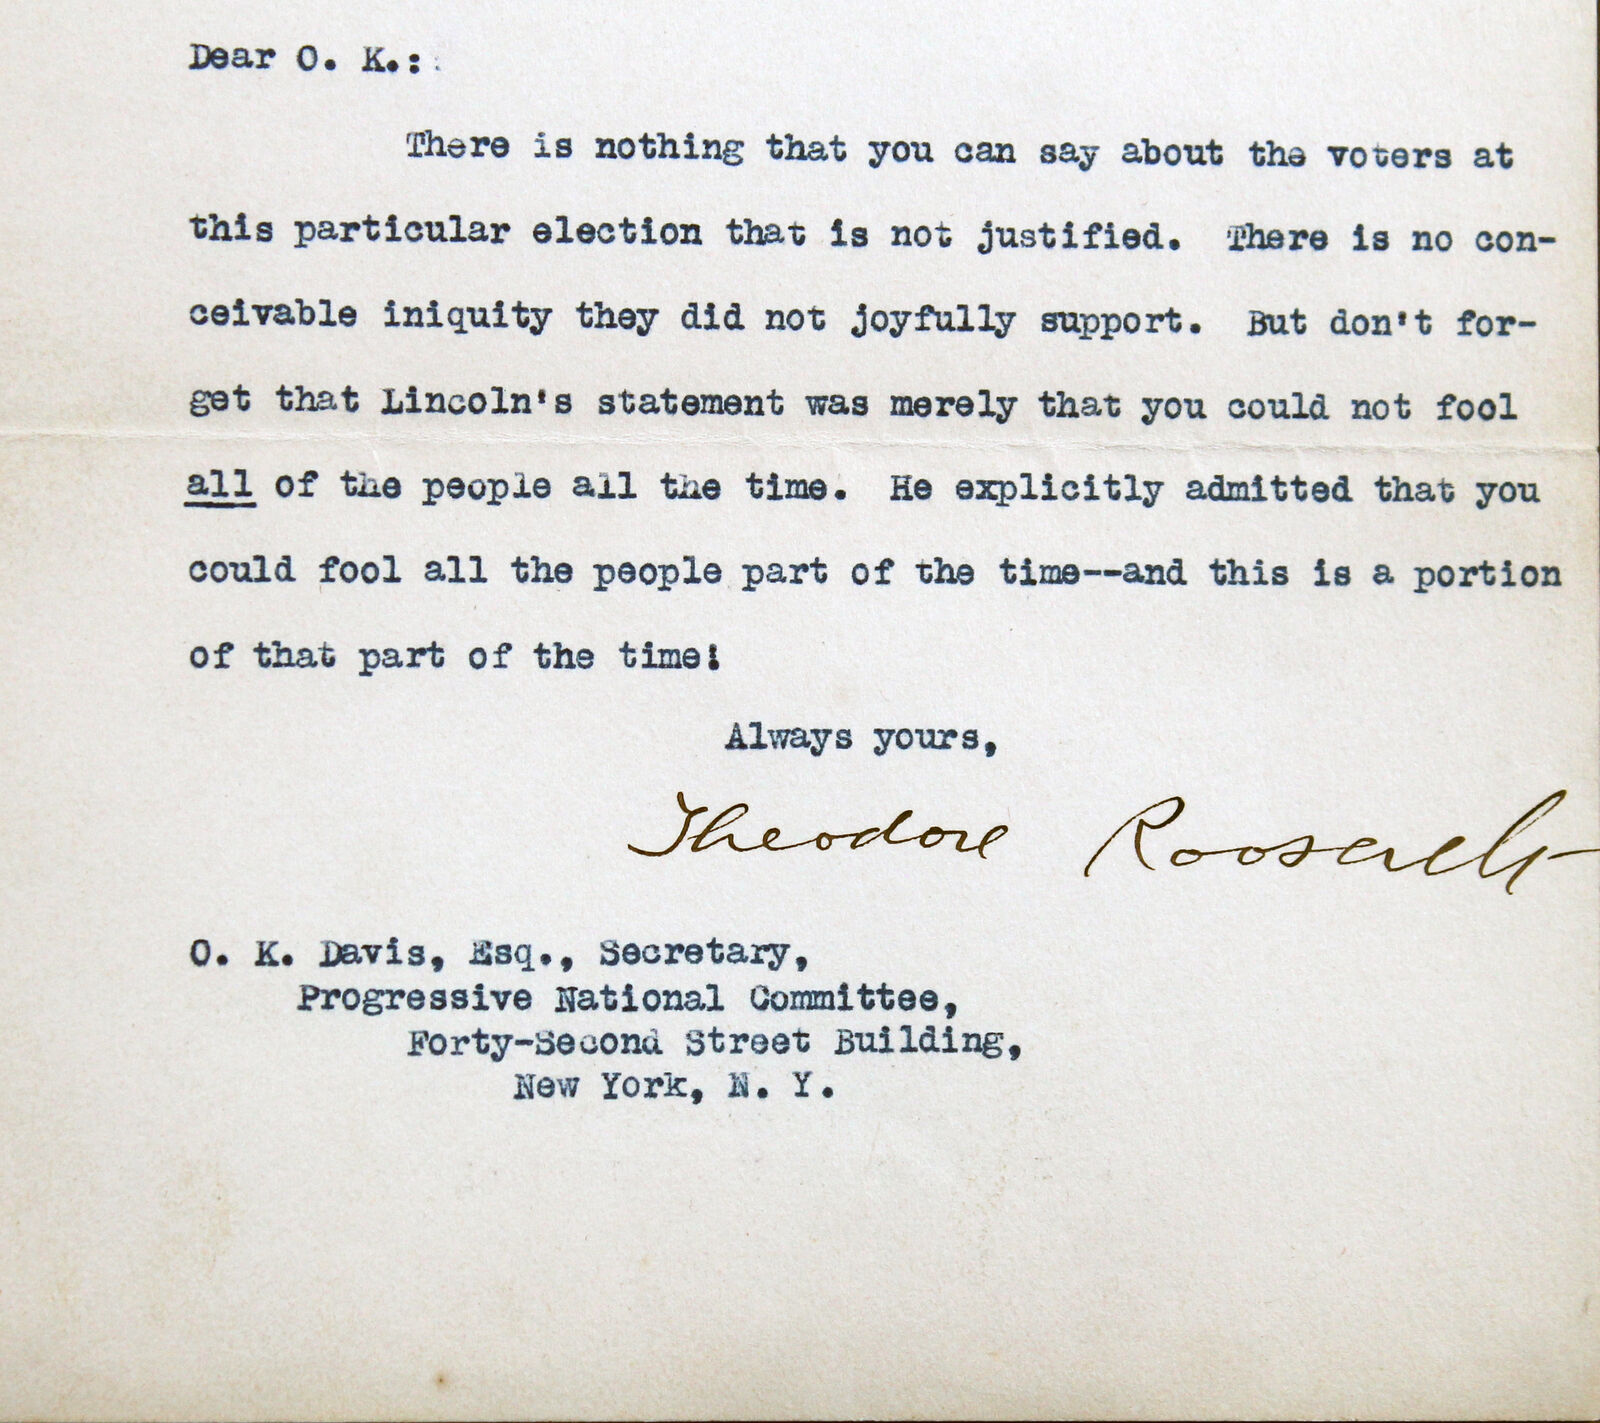 Dear O. K.:
There is nothing that you can say about the voters at
this particular election that is not justified. There is no con-
ceivable iniquity they did not joyfully support. But don't for-
get that Lincoln's statement was merely that you could not fool
all of the people all the time. He explicitly admitted that you
could fool all the people part of the time--and this is a portion
of that part of the time!
Always yours,
Theodore Roosevelt
O. K. Davis, Esq., Secretary,
Progressive National Committee,
Forty-Second Street Building,
New York, N. Y.